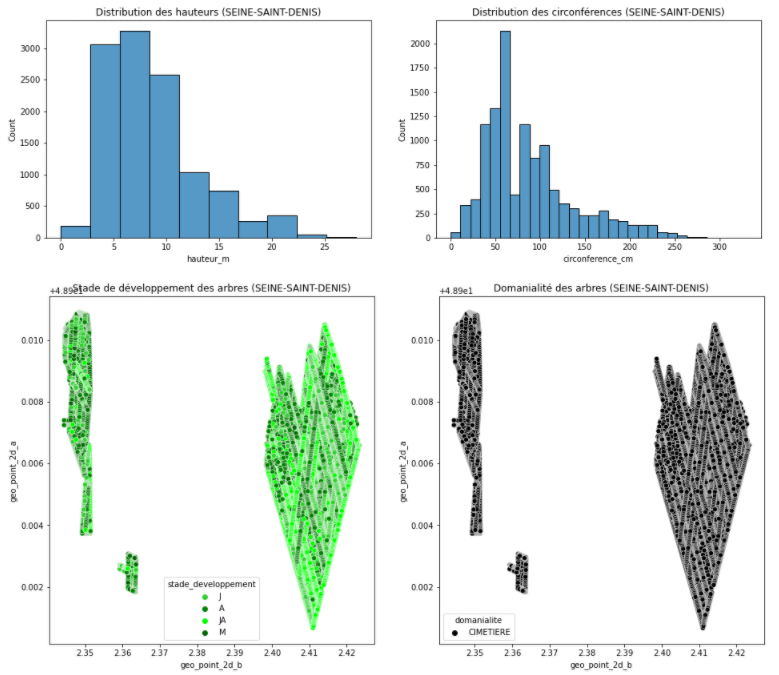 Distribution des hauteurs (SEINE-SAINT-DENIS)
3000
2500
2000
1500
1000
500
0
Count
0 5 10 15 20 25
hauteur_m
Distribution des circonférences (SEINE-SAINT-DENIS)
2000
1750
1500
1250
1000
750
500
250
0
Count
0 50 100 150 200 250 300
circonference_cm
Stade de développement des arbres (SEINE-SAINT-DENIS)
+4.89e1
0.010
0.008
0.006
0.004
0.002
geo_point_2d_a
stade_developpement
J
A
JA
M
2.35 2.36 2.37 2.38 2.39 2.40 2.41 2.42
geo_point_2d_b
Domanialité des arbres (SEINE-SAINT-DENIS)
+4.89e1
0.010
0.008
0.006
0.004
0.002
geo_point_2d_a
domanialite
CIMETIERE
2.35 2.36 2.37 2.38 2.39 2.40 2.41 2.42
geo_point_2d_b